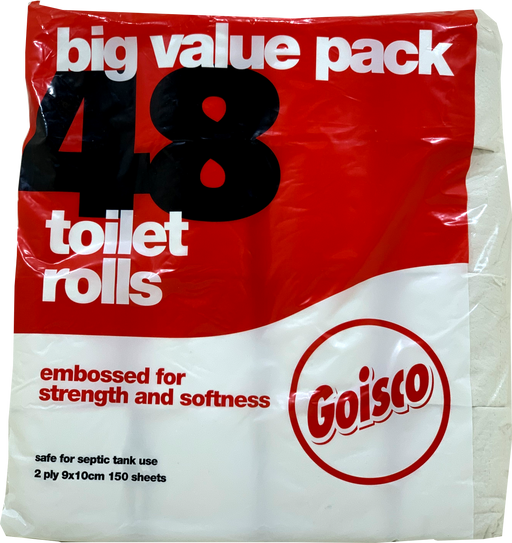 big value pack
48
toilet
rolls
embossed for
strength and softness
Goisco
safe for septic tank use
2 ply 9x10cm 150 sheets